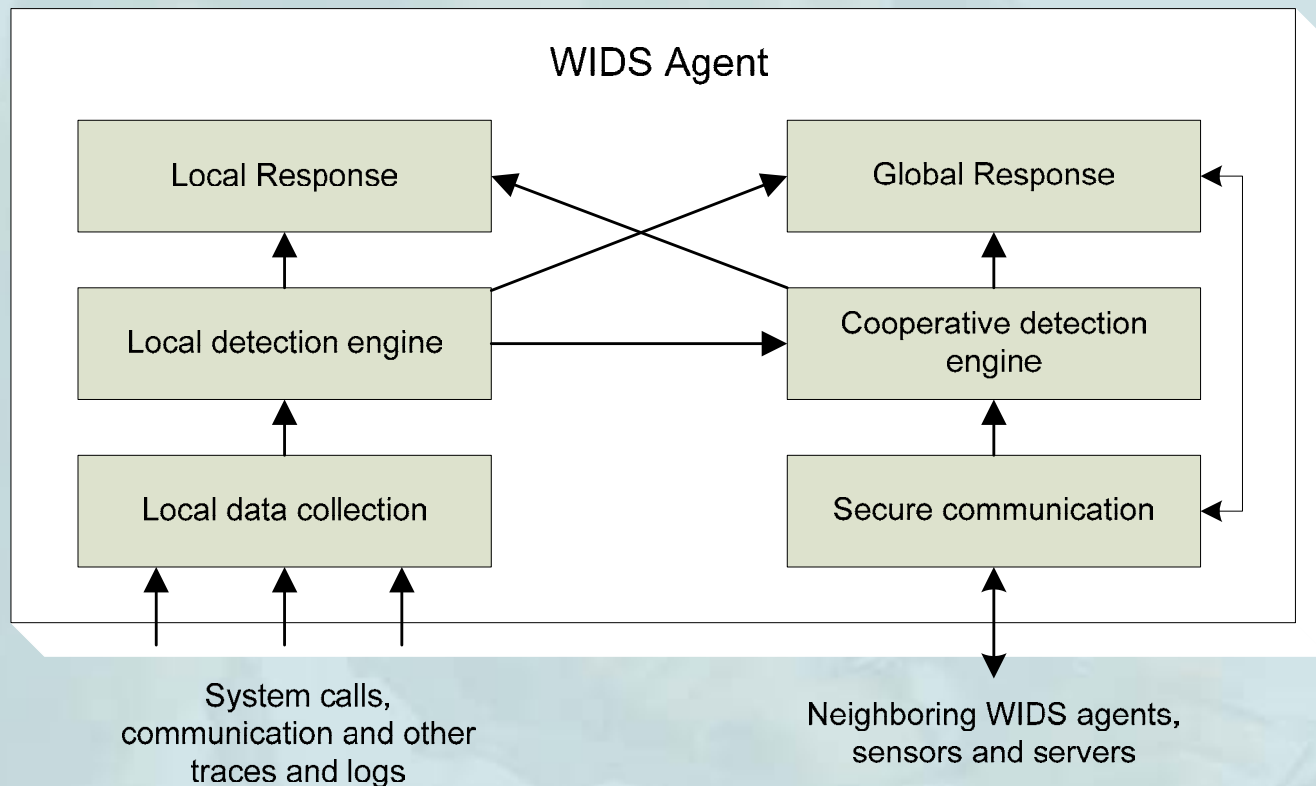 WIDS Agent
Local Response
Global Response
Local detection engine
Cooperative detection
engine
Local data collection
Secure communication
System calls,
communication and other
traces and logs
Neighboring WIDS agents,
sensors and servers